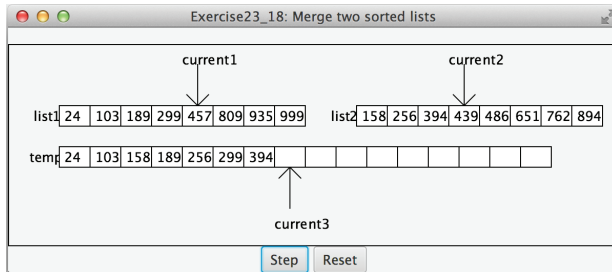 Exercise23_18: Merge two sorted lists
current1 current2
list1 24 103 189 299 457 809 935 999 list2 158 256 394 439 486 651 762 894
temp 24 103 158 189 256 299 394
current3
Step Reset